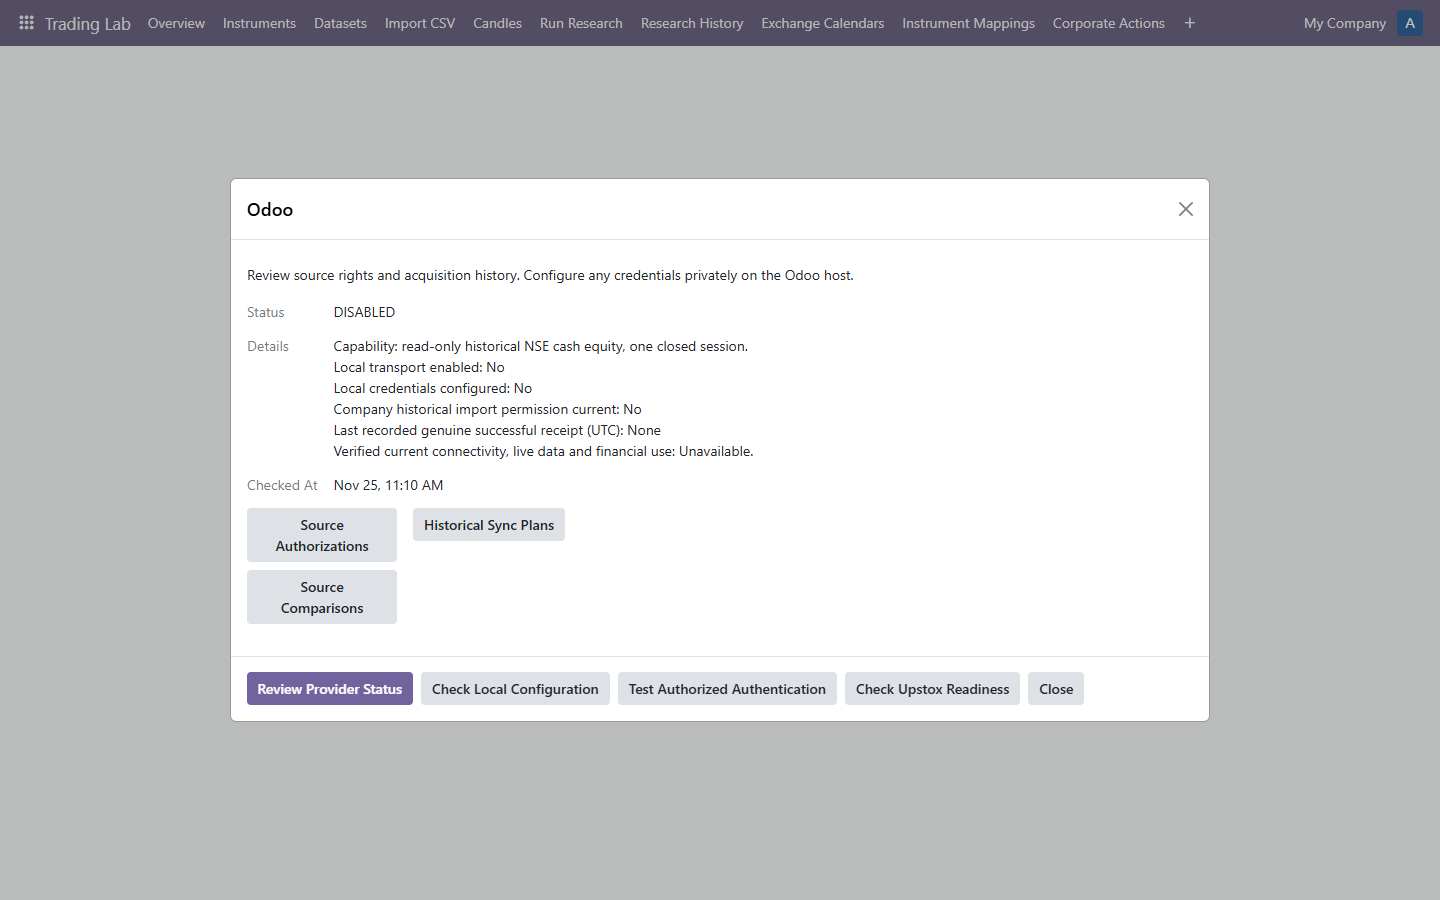 Trading Lab Overview Instruments Datasets Import CSV Candles Run Research Research History Exchange Calendars Instrument Mappings Corporate Actions + My Company A
Odoo
Review source rights and acquisition history. Configure any credentials privately on the Odoo host.
Status DISABLED
Details Capability: read-only historical NSE cash equity, one closed session.
Local transport enabled: No
Local credentials configured: No
Company historical import permission current: No
Last recorded genuine successful receipt (UTC): None
Verified current connectivity, live data and financial use: Unavailable.
Checked At Nov 25, 11:10 AM
Source
Authorizations
Historical Sync Plans
Source
Comparisons
Review Provider Status Check Local Configuration Test Authorized Authentication Check Upstox Readiness Close